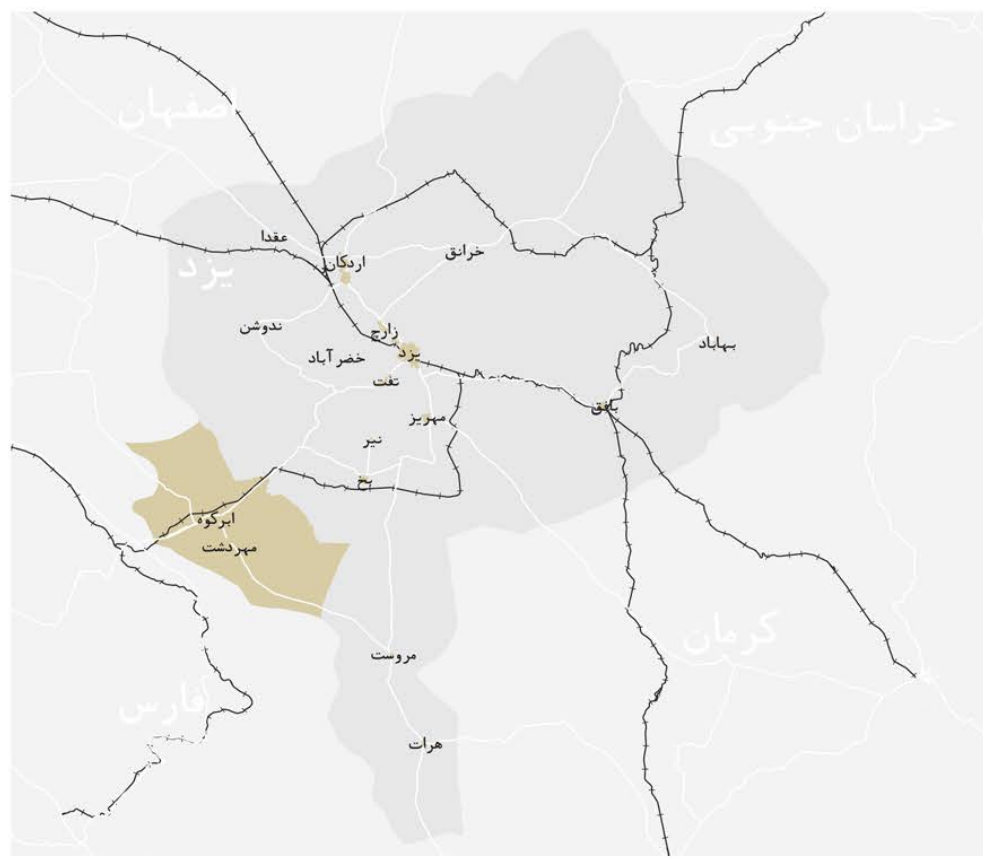 اصفهان
خراسان جنوبی
عقدا
خرانق
یزد
اردکان
ندوشن
زارچ
بهاباد
یزد
خضرآباد
تفت
بافق
مهریز
نیر
یخ
ابرکوه
مهردشت
کرمان
مروست
فارس
هرات